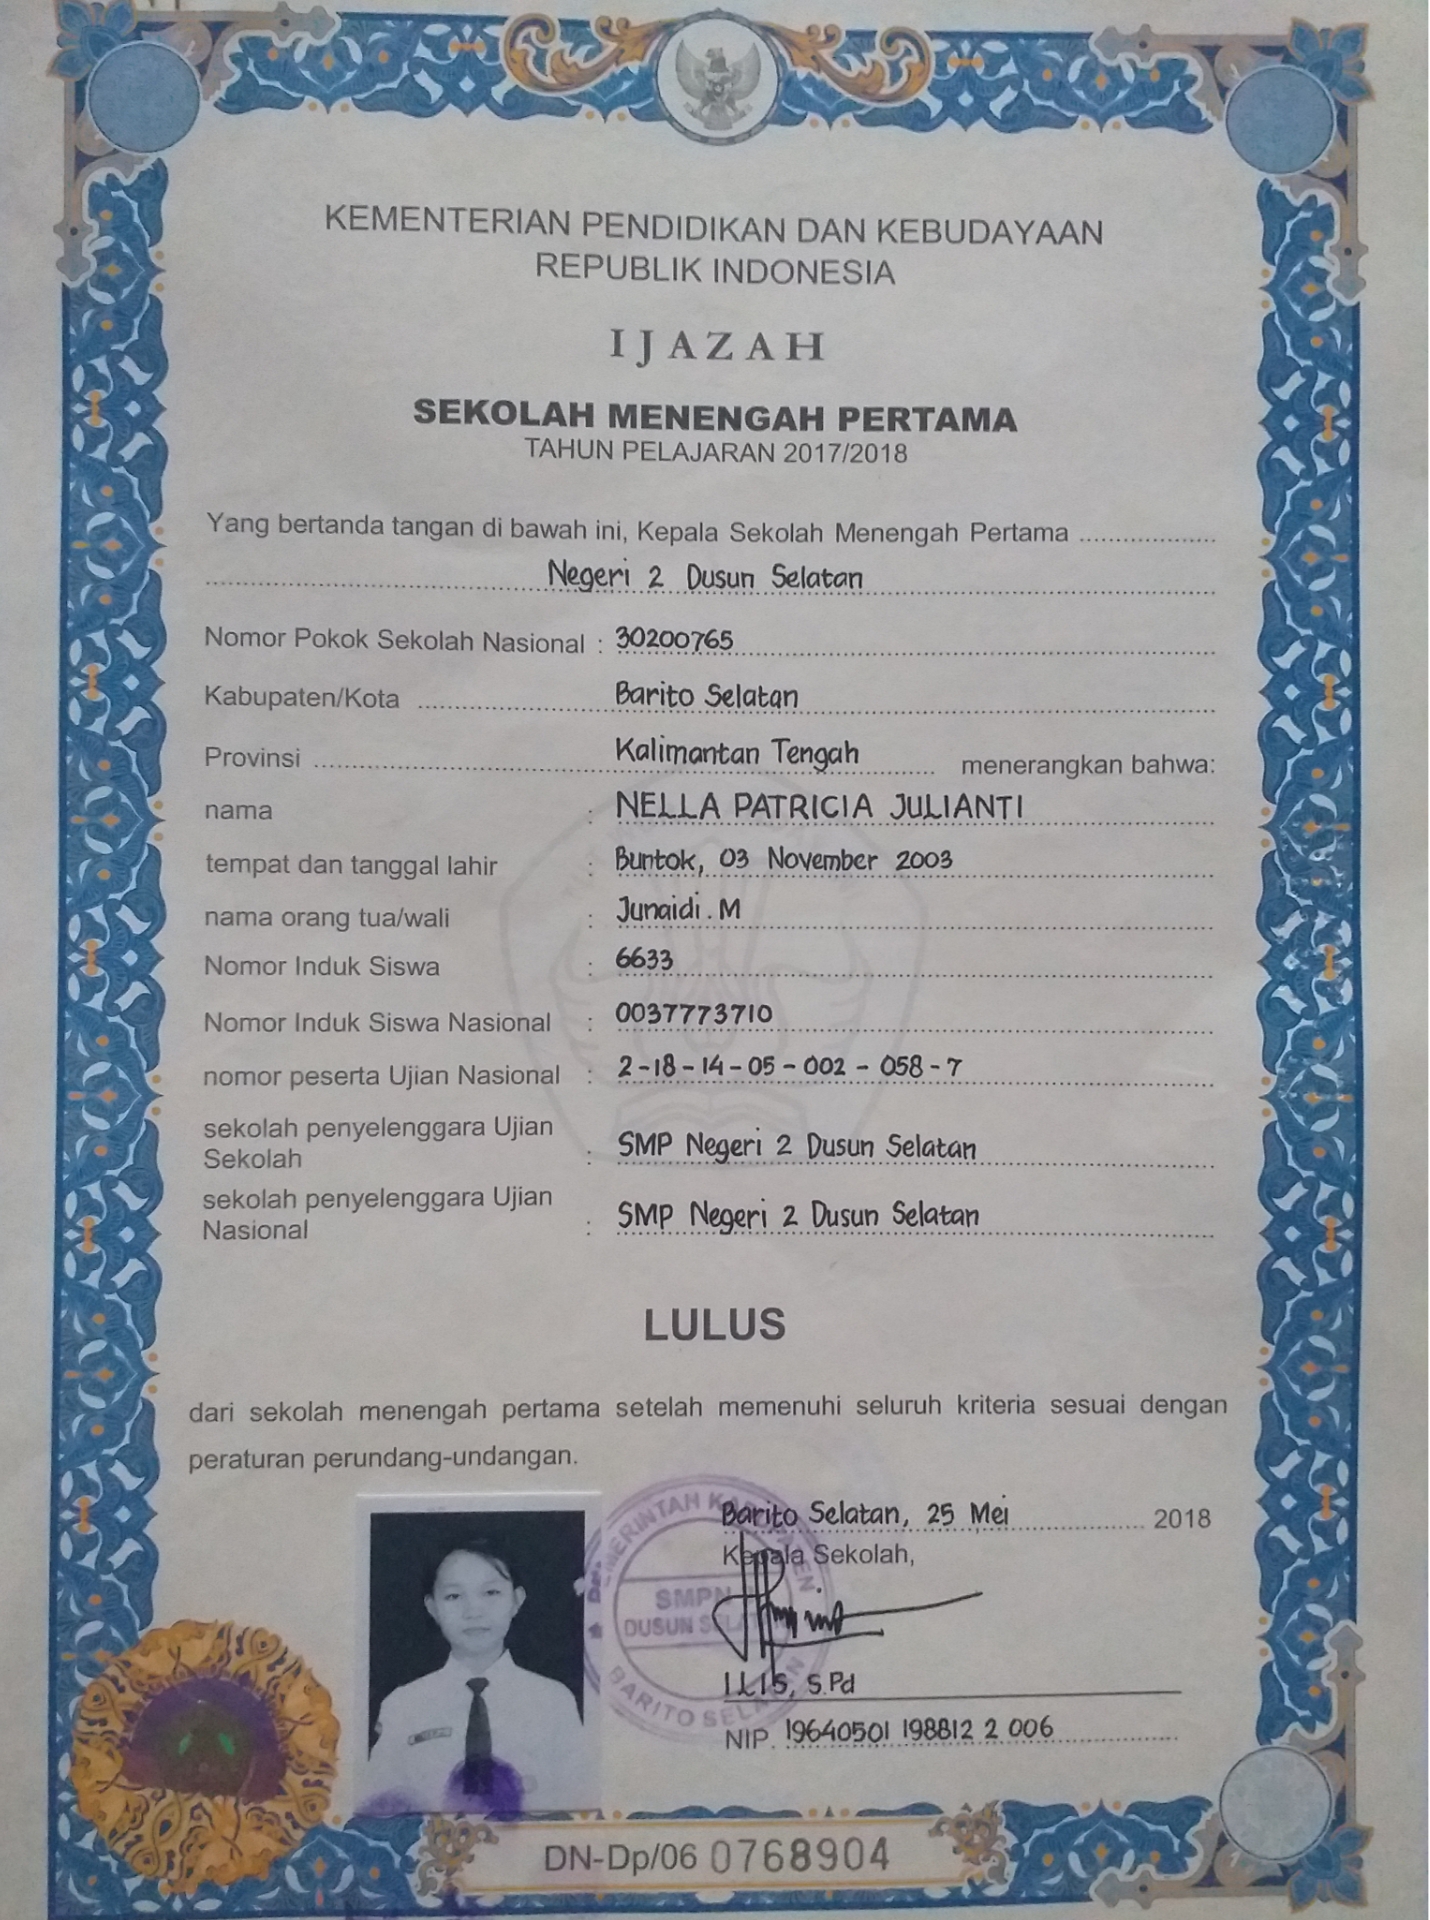 KEMENTERIAN PENDIDIKAN DAN KEBUDAYAAN
REPUBLIK INDONESIA
IJAZAH
SEKOLAH MENENGAH PERTAMA
TAHUN PELAJARAN 2017/2018
Yang bertanda tangan di bawah ini, Kepala Sekolah Menengah Pertama
Negeri 2 Dusun Selatan
Nomor Pokok Sekolah Nasional : 30200765
Kabupaten/Kota Barito Selatan
Provinsi Kalimantan Tengah menerangkan bahwa:
nama : NELLA PATRICIA JULIANTI
tempat dan tanggal lahir : Buntok, 03 November 2003
nama orang tua/wali : Junaidi. M
Nomor Induk Siswa : 6633
Nomor Induk Siswa Nasional : 0037773710
nomor peserta Ujian Nasional : 2-18-14-05-002-058-7
sekolah penyelenggara Ujian
Sekolah : SMP Negeri 2 Dusun Selatan
sekolah penyelenggara Ujian
Nasional : SMP Negeri 2 Dusun Selatan
LULUS
dari sekolah menengah pertama setelah memenuhi seluruh kriteria sesuai dengan
peraturan perundang-undangan.
Barito Selatan, 25 Mei 2018
Kepala Sekolah,
SMPN
DUSUN
BARITO
ILIS, S.Pd
NIP. 19640501 198812 2 006
DN-Dp/06 0768904